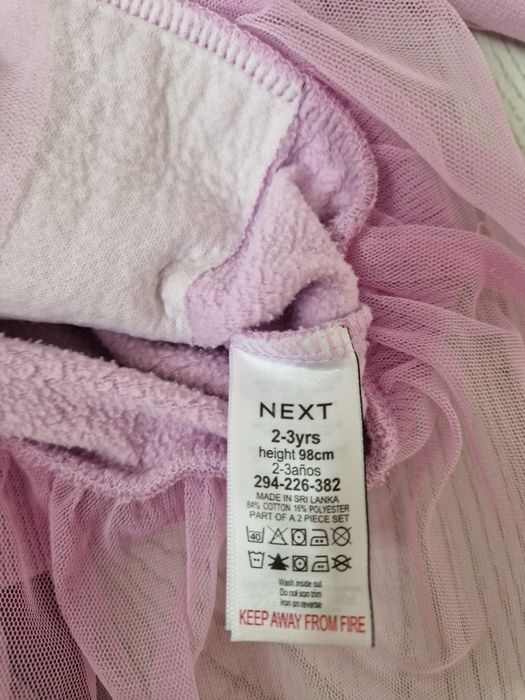 NEXT
2-3yrs
height 98cm
2-3años
294-226-382
MADE IN SRI LANKA
84% COTTON 16% POLYESTER
PART OF A 2 PIECE SET
40
Wash inside out
Do not iron trim
Iron on reverse
KEEP AWAY FROM FIRE